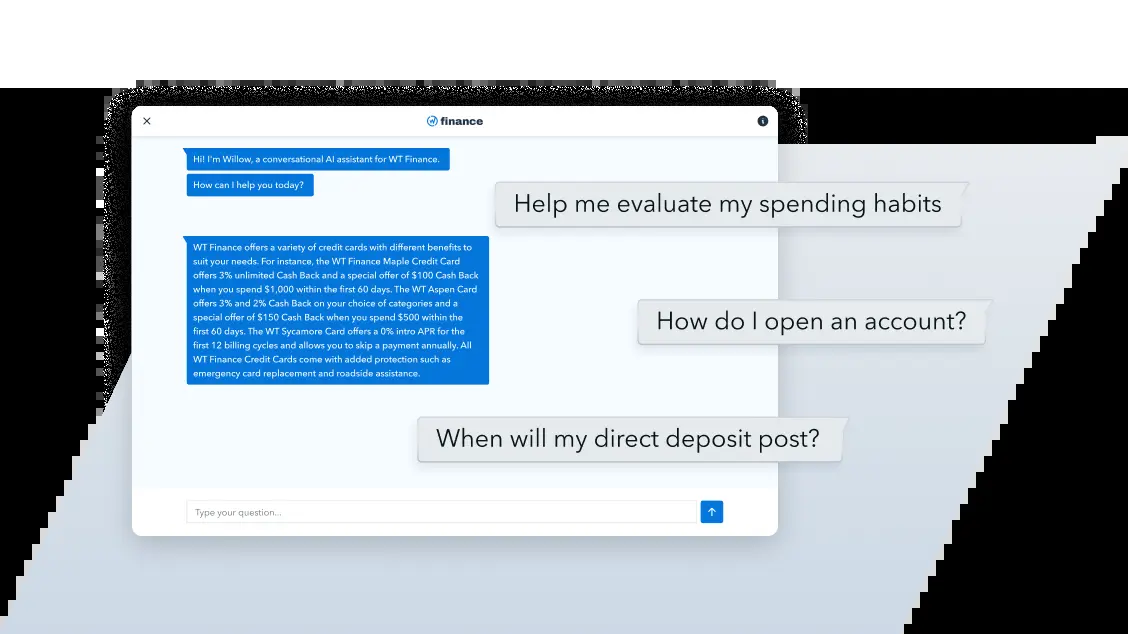 finance
Hi! I'm Willow, a conversational AI assistant for WT Finance.
How can I help you today?
Help me evaluate my spending habits
WT Finance offers a variety of credit cards with different benefits to
suit your needs. For instance, the WT Finance Maple Credit Card
offers 3% unlimited Cash Back and a special offer of $100 Cash Back
when you spend $1,000 within the first 60 days. The WT Aspen Card
offers 3% and 2% Cash Back on your choice of categories and a
special offer of $150 Cash Back when you spend $500 within the
first 60 days. The WT Sycamore Card offers a 0% intro APR for the
first 12 billing cycles and allows you to skip a payment annually. All
WT Finance Credit Cards come with added protection such as
emergency card replacement and roadside assistance.
How do I open an account?
When will my direct deposit post?
Type your question...